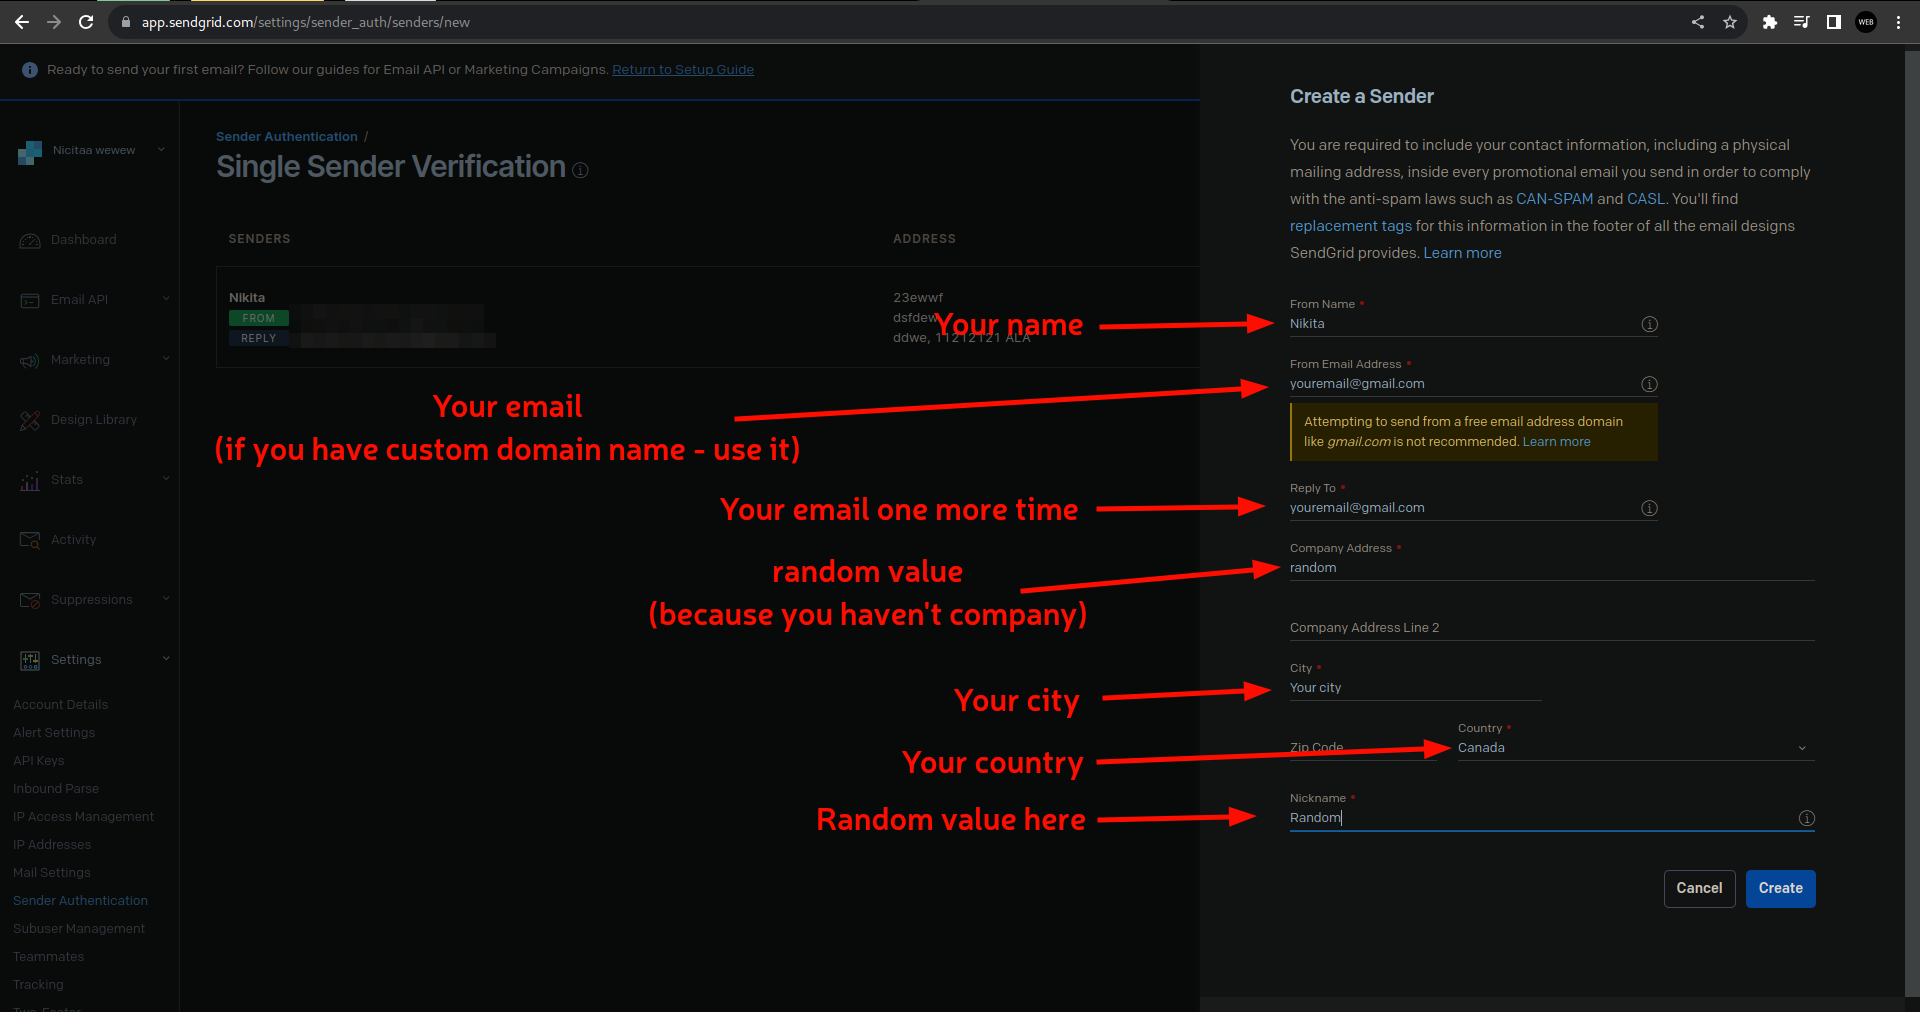 app.sendgrid.com/settings/sender_auth/senders/new
WEB
Ready to send your first email? Follow our guides for Email API or Marketing Campaigns. Return to Setup Guide
Nicitaa wewew
Dashboard
Email API
Marketing
Design Library
Stats
Activity
Suppressions
Settings
Account Details
Alert Settings
API Keys
Inbound Parse
IP Access Management
IP Addresses
Mail Settings
Sender Authentication
Subuser Management
Teammates
Tracking
Sender Authentication /
Single Sender Verification
SENDERS ADDRESS
Nikita
FROM
REPLY
23ewwf
dsfdew
ddwe, 11212121 ALA
Your name
Your email
(if you have custom domain name - use it)
Your email one more time
random value
(because you haven't company)
Your city
Your country
Random value here
Create a Sender
You are required to include your contact information, including a physical
mailing address, inside every promotional email you send in order to comply
with the anti-spam laws such as CAN-SPAM and CASL. You'll find
replacement tags for this information in the footer of all the email designs
SendGrid provides. Learn more
From Name *
Nikita
From Email Address *
youremail@gmail.com
Attempting to send from a free email address domain
like gmail.com is not recommended. Learn more
Reply To *
youremail@gmail.com
Company Address *
random
Company Address Line 2
City *
Your city
Zip Code
Country *
Canada
Nickname *
Random
Cancel Create